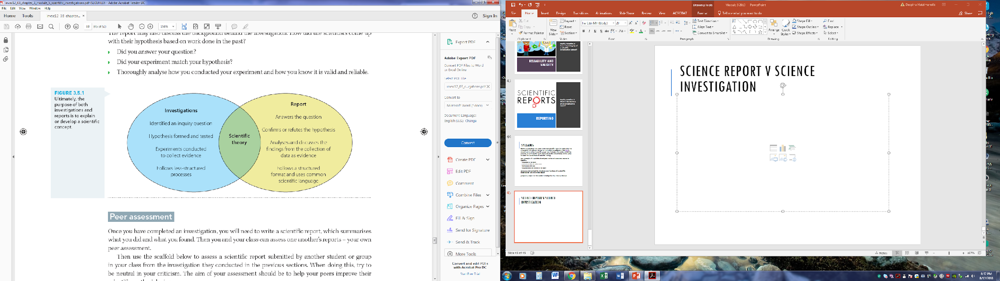 invsc12_03_chapter_3_module_5_scientific_investigations.pdf (SECURED) - Adobe Acrobat Reader DC
File Edit View Window Help
Home Tools invsc12_03_chapter... × Sign In
80 (45 of 52) 158%
The report may also discuss the background behind the investigation. How did the scientists come up
with their hypothesis based on work done in the past?
Did you answer your question?
Did your experiment match your hypothesis?
Thoroughly analyse how you conducted your experiment and how you know it is valid and reliable.
FIGURE 3.5.1
Ultimately, the
purpose of both
investigations and
reports is to explain
or develop a scientific
concept.
Investigations
Identified an inquiry question
Hypothesis formed and tested
Experiments conducted
to collect evidence
Follows less-structured
processes
Scientific
theory
Report
Answers the question
Confirms or refutes the hypothesis
Analyses and discusses the
findings from the collection of
data as evidence
Follows a structured
format and uses common
scientific language
Peer assessment
Once you have completed an investigation, you will need to write a scientific report, which summarises
what you did and what you found. Then you and your class can assess one another's reports – your own
peer assessment.
Then use the scaffold below to assess a scientific report submitted by another student or group
in your class from the investigation they conducted in the previous sections. When doing this, try to
be neutral in your criticism. The aim of your assessment should be to help your peers improve their
Export PDF
Adobe Export PDF
Convert PDF Files to Word
or Excel Online
Select PDF File
invsc12_03_c...igations.pdf
Convert to
Microsoft Word (*.docx)
Document Language:
English (U.S.) Change
Convert
Create PDF
Edit PDF
Comment
Combine Files
Organize Pages
Fill & Sign
Send for Signature
Send & Track
More Tools
Convert and edit PDFs
with Acrobat Pro DC
Start Free Trial
Drawing Tools
Module 5 2019 - PowerPoint
Despina Hatzimanolis
File Home Insert Design Transitions Animations Slide Show Review View ACROBAT Format Tell me what you want to do Share
Paste
Cut
Copy
Format Painter
Clipboard
New
Slide
Layout
Reset
Section
Slides
Tw Cen MT (Body) 20
Font
Text Direction
Align Text
Convert to SmartArt
Paragraph
Arrange
Quick
Styles
Shape Fill
Shape Outline
Shape Effects
Drawing
Find
Replace
Select
Editing
RELIABILITY AND
VALIDITY
43
SCIENTIFIC
REPORTS
REPORTING
44
SYLLABUS
45
SCIENCE REPORT V SCIENCE
INVESTIGATION
SCIENCE REPORT V SCIENCE
INVESTIGATION
Slide 45 of 45
Notes
107%
8:37 PM
8/12/2018